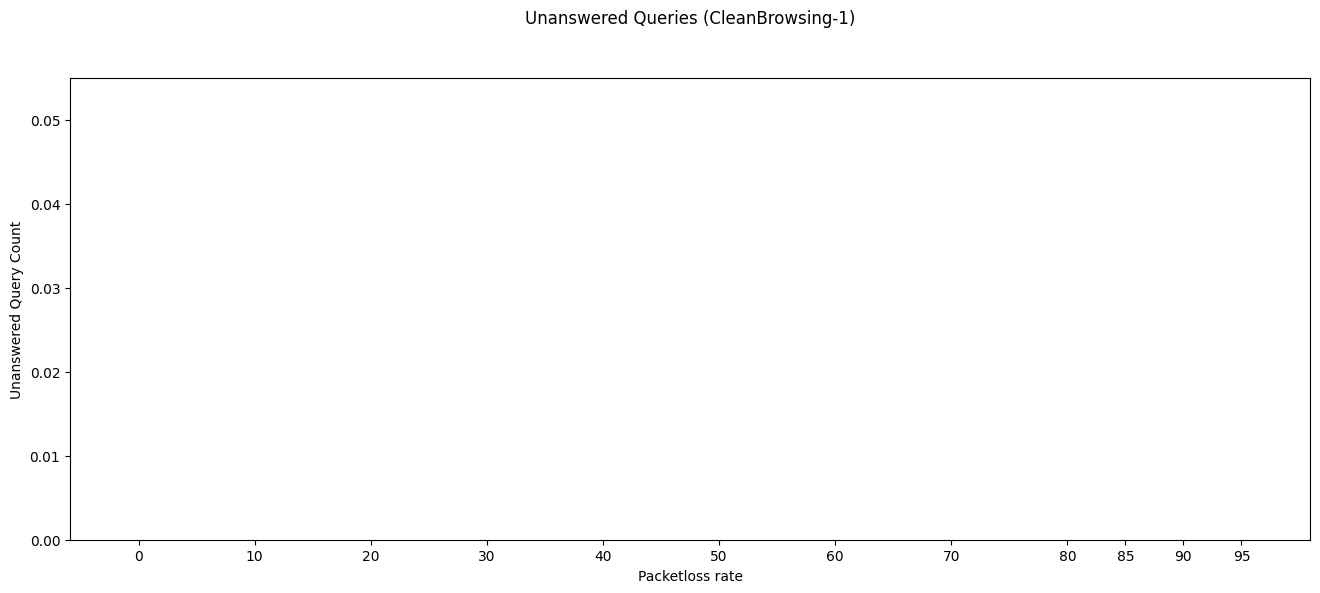 Unanswered Queries (CleanBrowsing-1)
Unanswered Query Count
0.05
0.04
0.03
0.02
0.01
0.00
0 10 20 30 40 50 60 70 80 85 90 95
Packetloss rate